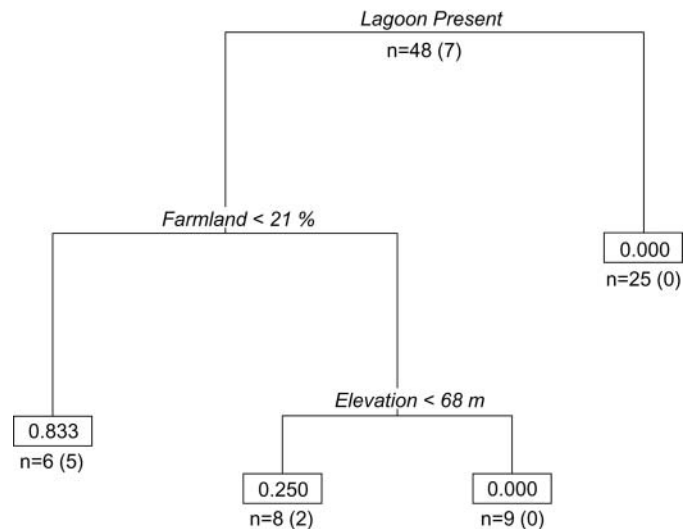 Lagoon Present
n=48 (7)
Farmland < 21 %
0.000
n=25 (0)
Elevation < 68 m
0.833
n=6 (5)
0.250
0.000
n=8 (2)
n=9 (0)